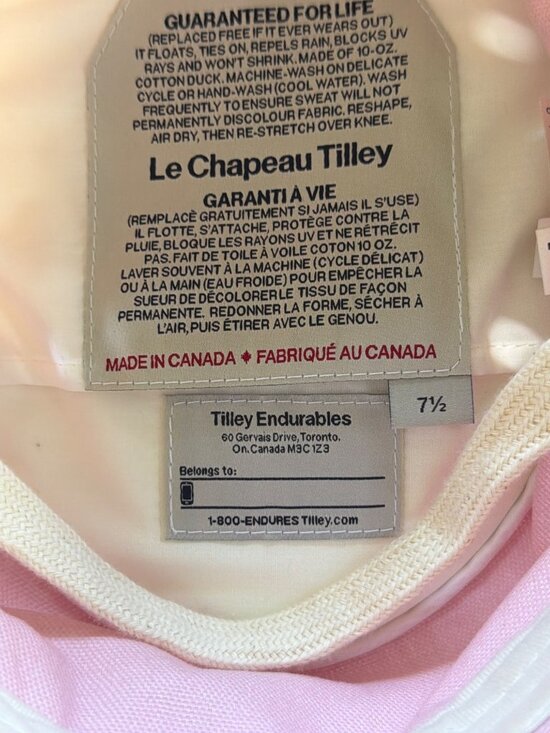 GUARANTEED FOR LIFE
(REPLACED FREE IF IT EVER WEARS OUT)
IT FLOATS, TIES ON, REPELS RAIN, BLOCKS UV
RAYS AND WON'T SHRINK. MADE OF 10-OZ.
COTTON DUCK. MACHINE-WASH ON DELICATE
CYCLE OR HAND-WASH (COOL WATER). WASH
FREQUENTLY TO ENSURE SWEAT WILL NOT
PERMANENTLY DISCOLOUR FABRIC. RESHAPE,
AIR DRY, THEN RE-STRETCH OVER KNEE.
Le Chapeau Tilley
GARANTI À VIE
(REMPLACÈ GRATUITEMENT SI JAMAIS IL S'USE)
IL FLOTTE, S'ATTACHE, PROTÈGE CONTRE LA
PLUIE, BLOQUE LES RAYONS UV ET NE RÉTRÉCIT
PAS. FAIT DE TOILE À VOILE COTON 10 OZ.
LAVER SOUVENT À LA MACHINE (CYCLE DÉLICAT)
OU À LA MAIN (EAU FROIDE) POUR EMPÊCHER LA
SUEUR DE DÉCOLORER LE TISSU DE FAÇON
PERMANENTE. REDONNER LA FORME, SÉCHER À
L'AIR, PUIS ÉTIRER AVEC LE GENOU.
MADE IN CANADA FABRIQUÉ AU CANADA
7½
Tilley Endurables
60 Gervais Drive, Toronto.
On. Canada M3C 1Z3
Belongs to:
1-800-ENDURES Tilley.com